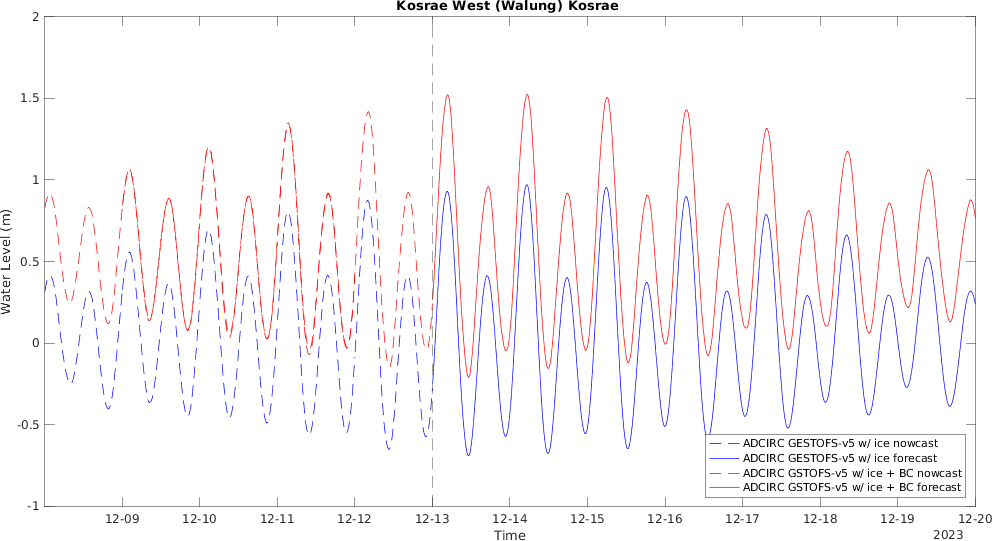 Kosrae West (Walung) Kosrae
2
1.5
1
0.5
0
-0.5
-1
Water Level (m)
ADCIRC GESTOFS-v5 w/ ice nowcast
ADCIRC GESTOFS-v5 w/ ice forecast
ADCIRC GSTOFS-v5 w/ ice + BC nowcast
ADCIRC GSTOFS-v5 w/ ice + BC forecast
12-09 12-10 12-11 12-12 12-13 12-14 12-15 12-16 12-17 12-18 12-19 12-20
Time
2023